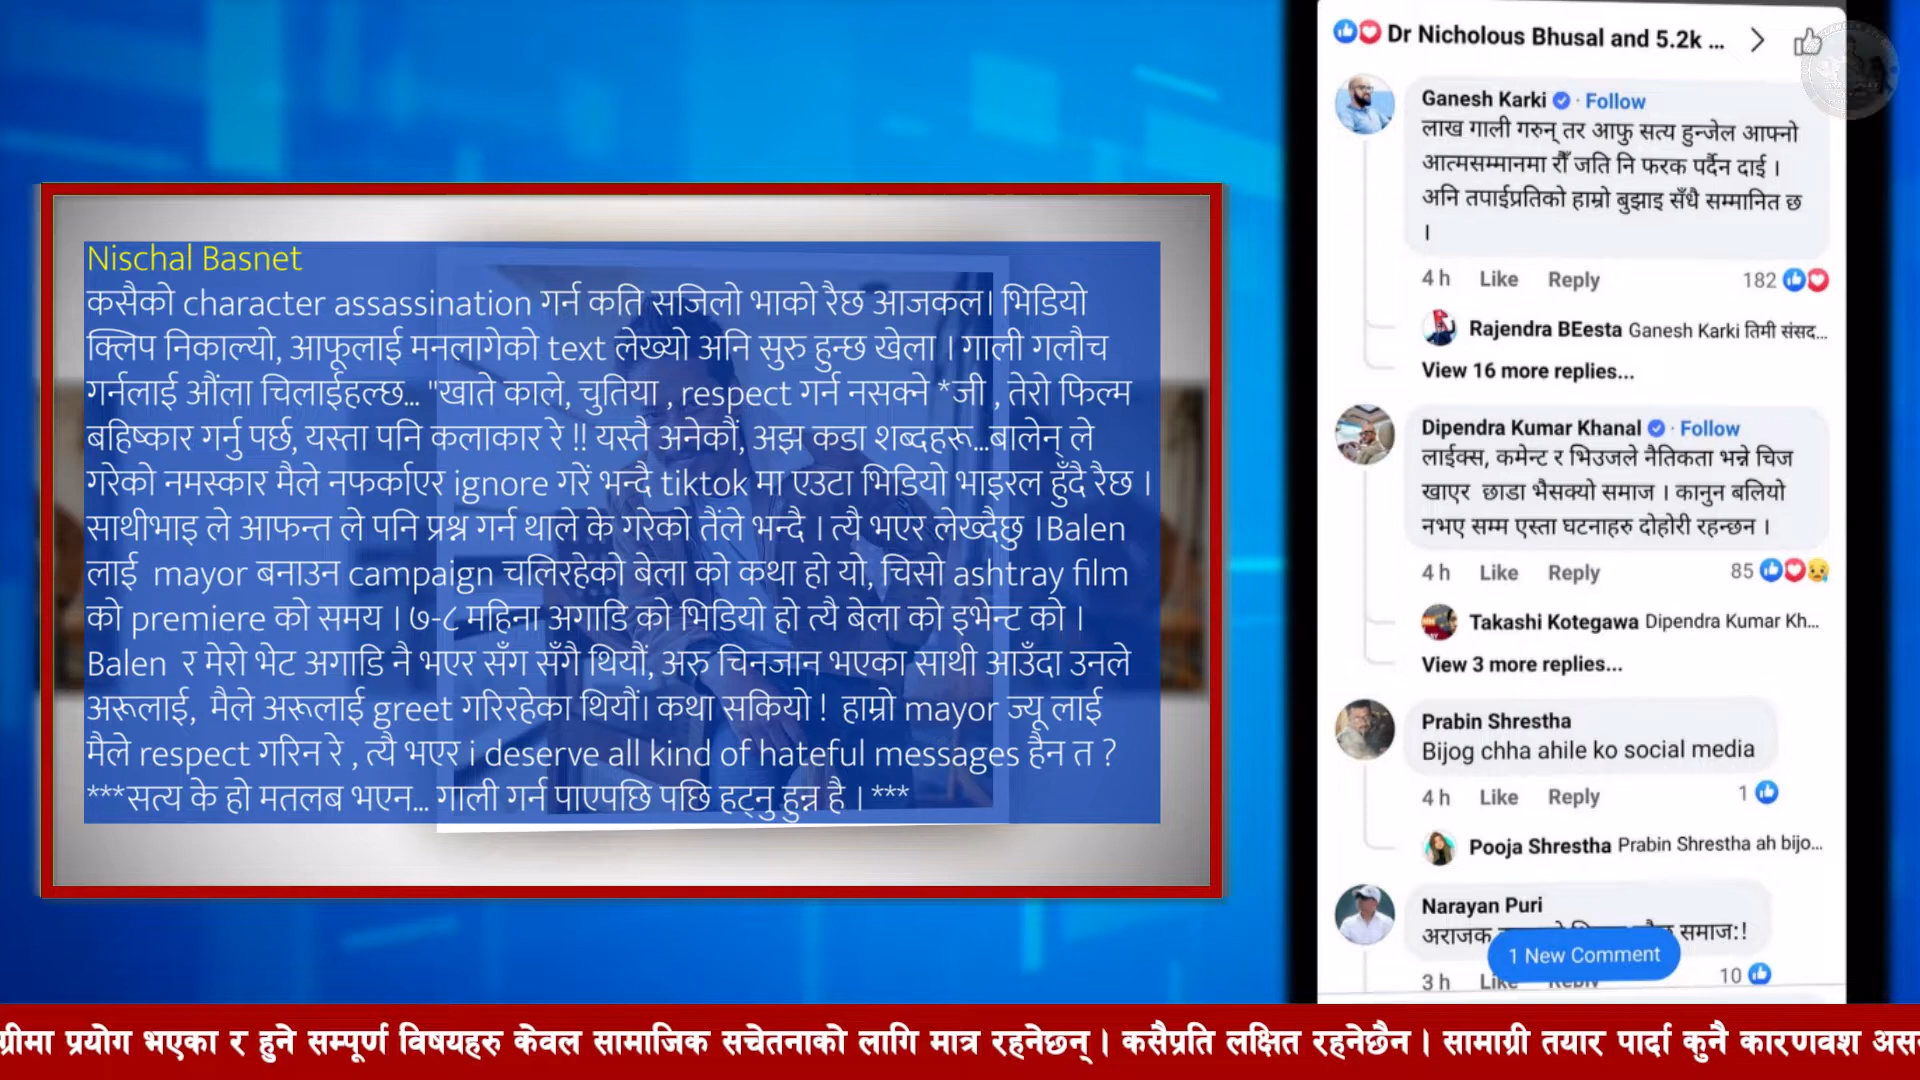 Nischal Basnet
कसैको character assassination गर्न कति सजिलो भाको रैछ आजकल। भिडियो
क्लिप निकाल्यो, आफूलाई मनलागेको text लेख्यो अनि सुरु हुन्छ खेला । गाली गलौच
गर्नलाई औंला चिलाईहल्छ... "खाते काले, चुतिया , respect गर्न नसक्ने *जी , तेरो फिल्म
बहिष्कार गर्नु पर्छ, यस्ता पनि कलाकार रे !! यस्तै अनेकौं, अझ कडा शब्दहरू...बालेन् ले
गरेको नमस्कार मैले नफर्काएर ignore गरें भन्दै tiktok मा एउटा भिडियो भाइरल हुँदै रैछ ।
साथीभाइ ले आफन्त ले पनि प्रश्न गर्न थाले के गरेको तैंले भन्दै । त्यै भएर लेख्दैछु ।Balen
लाई mayor बनाउन campaign चलिरहेको बेला को कथा हो यो, चिसो ashtray film
को premiere को समय । ७-८ महिना अगाडि को भिडियो हो त्यै बेला को इभेन्ट को ।
Balen र मेरो भेट अगाडि नै भएर सँग सँगै थियौं, अरु चिनजान भएका साथी आउँदा उनले
अरूलाई, मैले अरूलाई greet गरिरहेका थियौं। कथा सकियो ! हाम्रो mayor ज्यू लाई
मैले respect गरिन रे , त्यै भएर i deserve all kind of hateful messages हैन त ?
***सत्य के हो मतलब भएन... गाली गर्न पाएपछि पछि हट्नु हुन्न है । ***
Dr Nicholous Bhusal and 5.2k ...
Ganesh Karki · Follow
लाख गाली गरुन् तर आफु सत्य हुन्जेल आफ्नो
आत्मसम्मानमा रौँ जति नि फरक पर्दैन दाई ।
अनि तपाईप्रतिको हाम्रो बुझाइ सँधै सम्मानित छ
।
4 h Like Reply 182
Rajendra BEesta Ganesh Karki तिमी संसद...
View 16 more replies...
Dipendra Kumar Khanal · Follow
लाईक्स, कमेन्ट र भिउजले नैतिकता भन्ने चिज
खाएर छाडा भैसक्यो समाज । कानुन बलियो
नभए सम्म एस्ता घटनाहरु दोहोरी रहन्छन ।
4 h Like Reply 85
Takashi Kotegawa Dipendra Kumar Kh...
View 3 more replies...
Prabin Shrestha
Bijog chha ahile ko social media
4 h Like Reply 1
Pooja Shrestha Prabin Shrestha ah bijo...
Narayan Puri
अराजक समाज:!
1 New Comment
3 h Like Reply 10
ग्रीमा प्रयोग भएका र हुने सम्पूर्ण विषयहरु केवल सामाजिक सचेतनाको लागि मात्र रहनेछन् । कसैप्रति लक्षित रहनेछैन । सामाग्री तयार पार्दा कुनै कारणवश अस